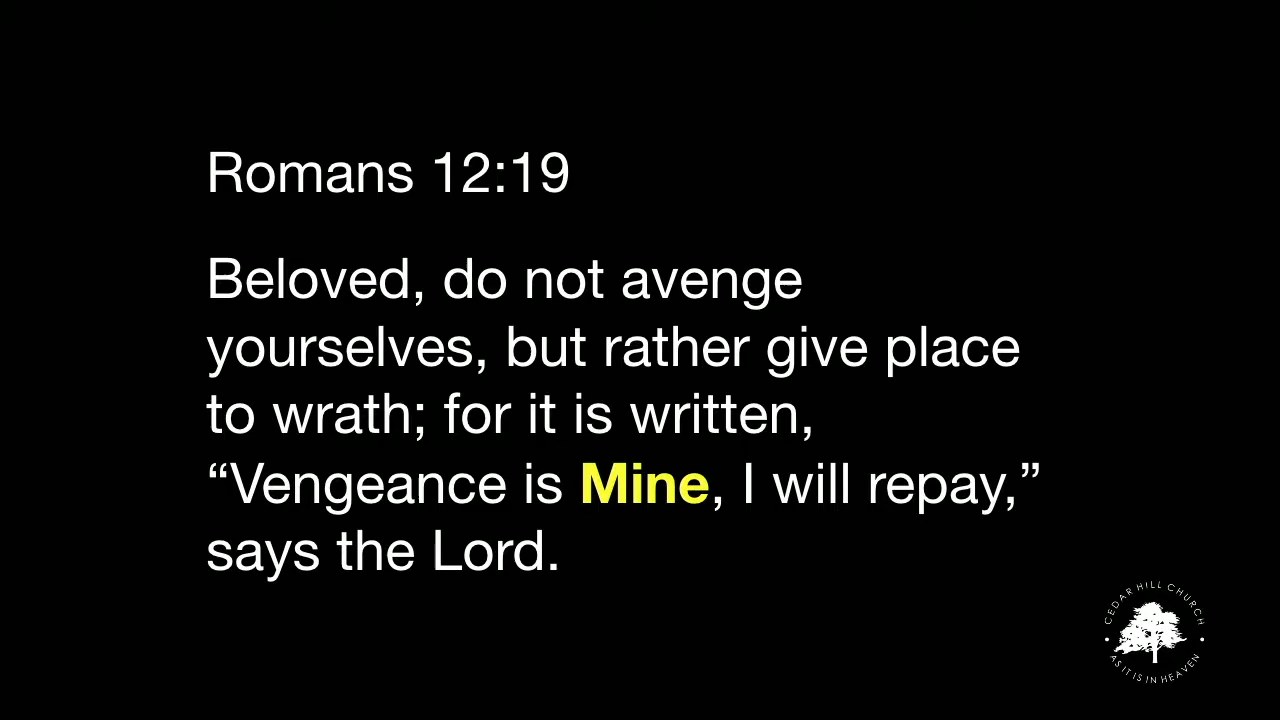 Romans 12:19
Beloved, do not avenge
yourselves, but rather give place
to wrath; for it is written,
“Vengeance is Mine, I will repay,”
says the Lord.
CEDAR HILL CHURCH
AS IT IS IN HEAVEN